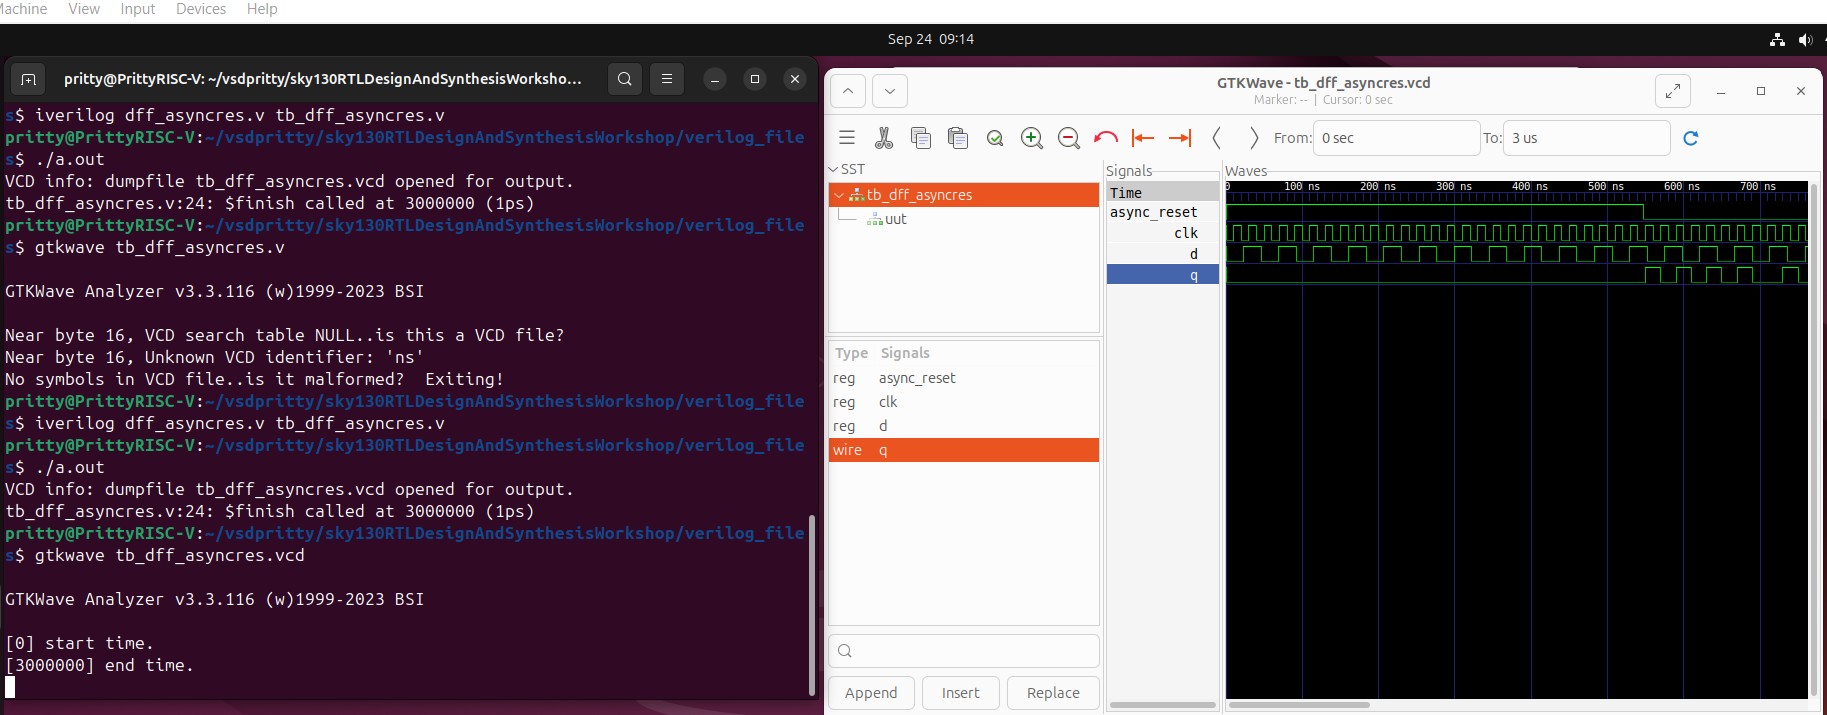 Machine View Input Devices Help
Sep 24 09:14
pritty@PrittyRISC-V: ~/vsdpritty/sky130RTLDesignAndSynthesisWorksho...
s$ iverilog dff_asyncres.v tb_dff_asyncres.v
pritty@PrittyRISC-V:~/vsdpritty/sky130RTLDesignAndSynthesisWorkshop/verilog_file
s$ ./a.out
VCD info: dumpfile tb_dff_asyncres.vcd opened for output.
tb_dff_asyncres.v:24: $finish called at 3000000 (1ps)
pritty@PrittyRISC-V:~/vsdpritty/sky130RTLDesignAndSynthesisWorkshop/verilog_file
s$ gtkwave tb_dff_asyncres.v
GTKWave Analyzer v3.3.116 (w)1999-2023 BSI
Near byte 16, VCD search table NULL..is this a VCD file?
Near byte 16, Unknown VCD identifier: 'ns'
No symbols in VCD file..is it malformed?  Exiting!
pritty@PrittyRISC-V:~/vsdpritty/sky130RTLDesignAndSynthesisWorkshop/verilog_file
s$ iverilog dff_asyncres.v tb_dff_asyncres.v
pritty@PrittyRISC-V:~/vsdpritty/sky130RTLDesignAndSynthesisWorkshop/verilog_file
s$ ./a.out
VCD info: dumpfile tb_dff_asyncres.vcd opened for output.
tb_dff_asyncres.v:24: $finish called at 3000000 (1ps)
pritty@PrittyRISC-V:~/vsdpritty/sky130RTLDesignAndSynthesisWorkshop/verilog_file
s$ gtkwave tb_dff_asyncres.vcd
GTKWave Analyzer v3.3.116 (w)1999-2023 BSI
[0] start time.
[3000000] end time.
GTKWave - tb_dff_asyncres.vcd
Marker: -- | Cursor: 0 sec
From: 0 sec To: 3 us
SST
tb_dff_asyncres
uut
Type Signals
reg async_reset
reg clk
reg d
wire q
Append Insert Replace
Signals
Time
async_reset
clk
d
q
Waves
0 100 ns 200 ns 300 ns 400 ns 500 ns 600 ns 700 ns